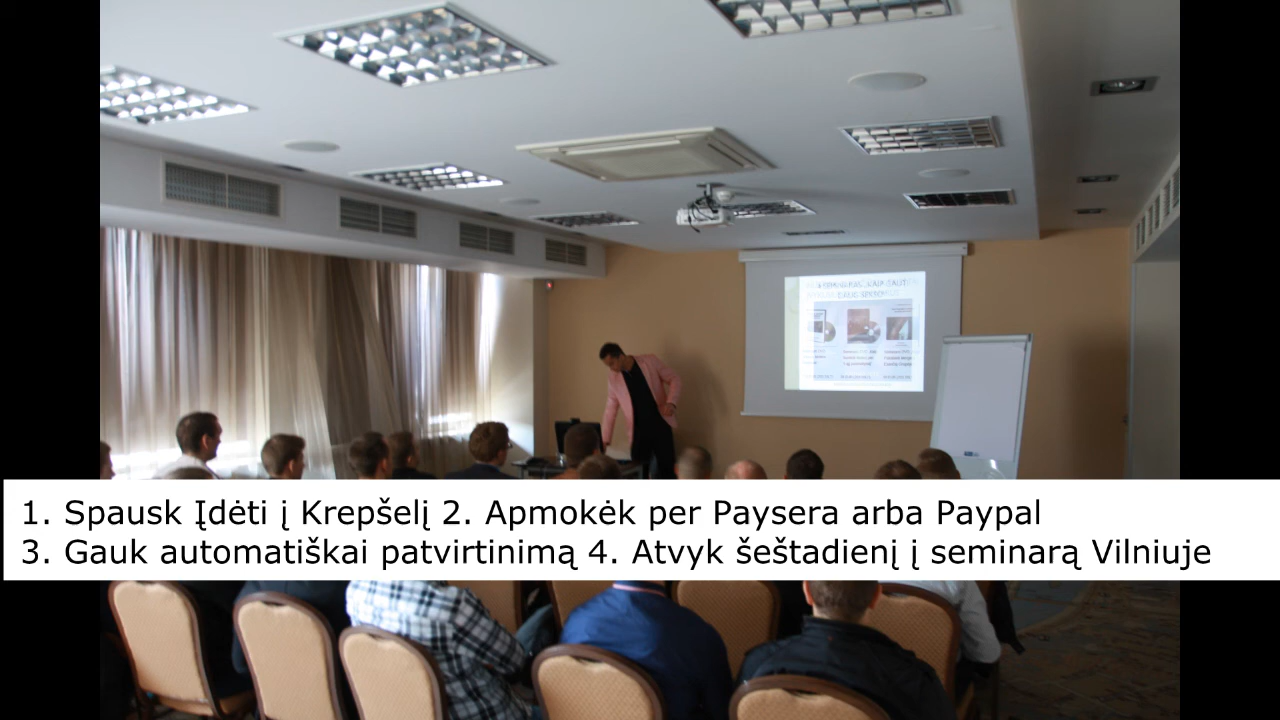 1. Spausk Įdėti į Krepšelį 2. Apmokėk per Paysera arba Paypal
3. Gauk automatiškai patvirtinimą 4. Atvyk šeštadienį į seminarą Vilniuje